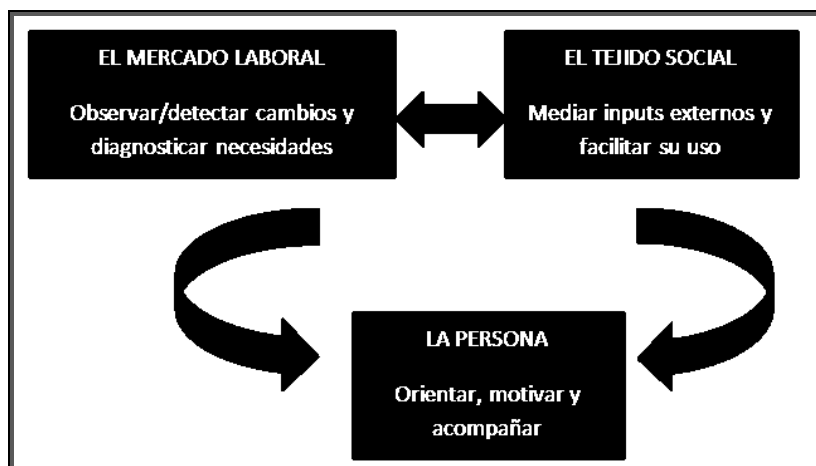 EL MERCADO LABORAL
Observar/detectar cambios y
diagnosticar necesidades
EL TEJIDO SOCIAL
Mediar inputs externos y
facilitar su uso
LA PERSONA
Orientar, motivar y
acompañar